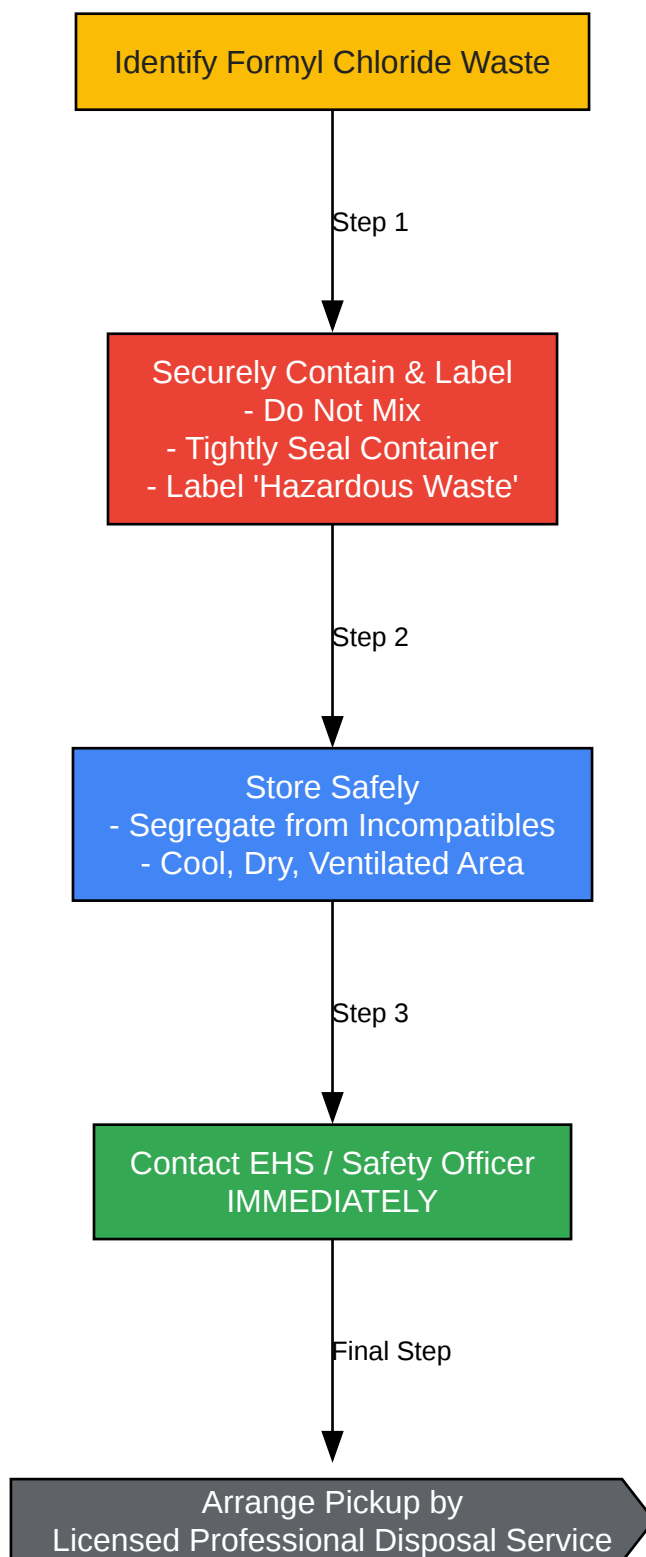 Identify Formyl Chloride Waste
Step 1
Securely Contain & Label
- Do Not Mix
- Tightly Seal Container
- Label 'Hazardous Waste'
Step 2
Store Safely
- Segregate from Incompatibles
- Cool, Dry, Ventilated Area
Step 3
Contact EHS / Safety Officer
IMMEDIATELY
Final Step
Arrange Pickup by
Licensed Professional Disposal Service